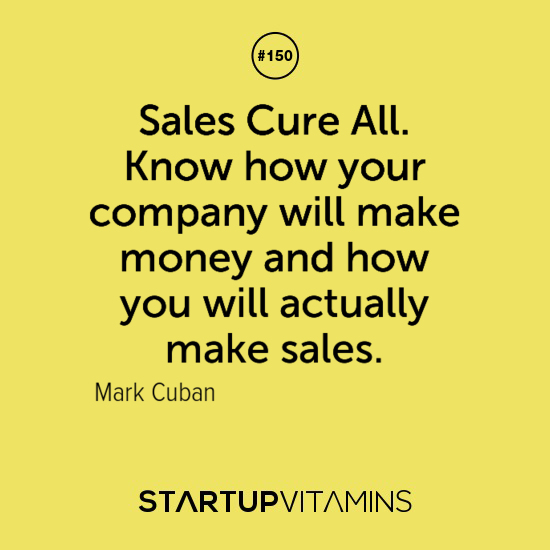 #150
Sales Cure All.
Know how your
company will make
money and how
you will actually
make sales.
Mark Cuban
STARTUPVITAMINS